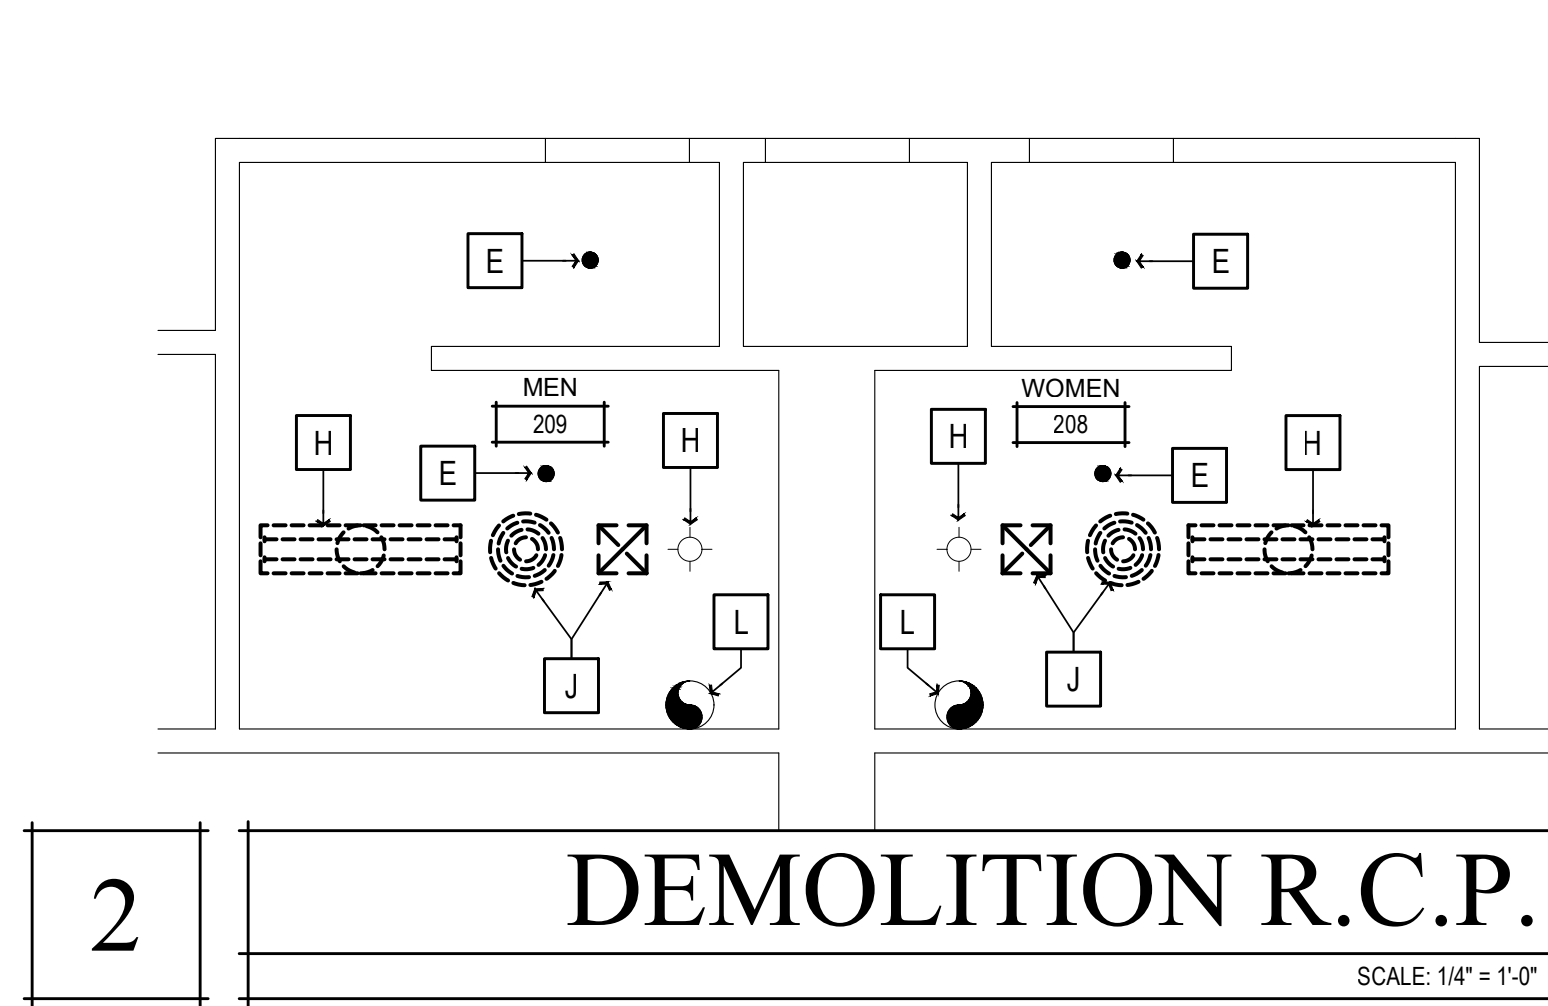 E
E
MEN
209
WOMEN
208
H
H
H
H
E
E
L
L
J
J
2
DEMOLITION R.C.P.
SCALE: 1/4" = 1'-0"